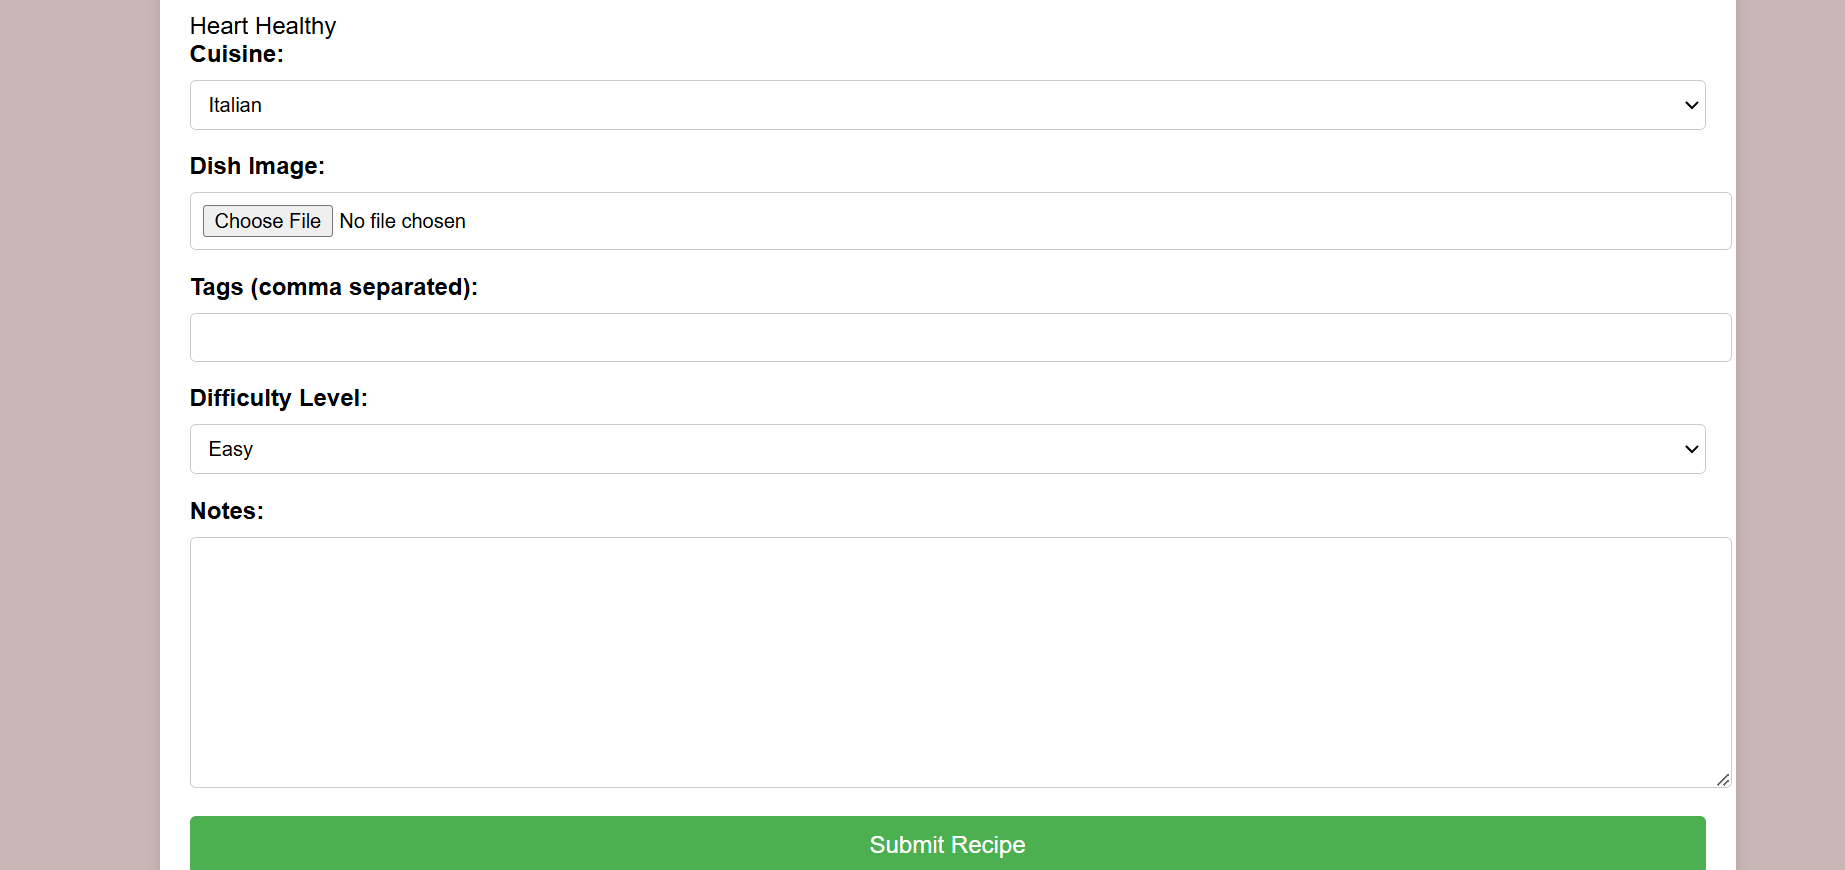 Heart Healthy
Cuisine:
Italian
Dish Image:
Choose File No file chosen
Tags (comma separated):
Difficulty Level:
Easy
Notes:
Submit Recipe